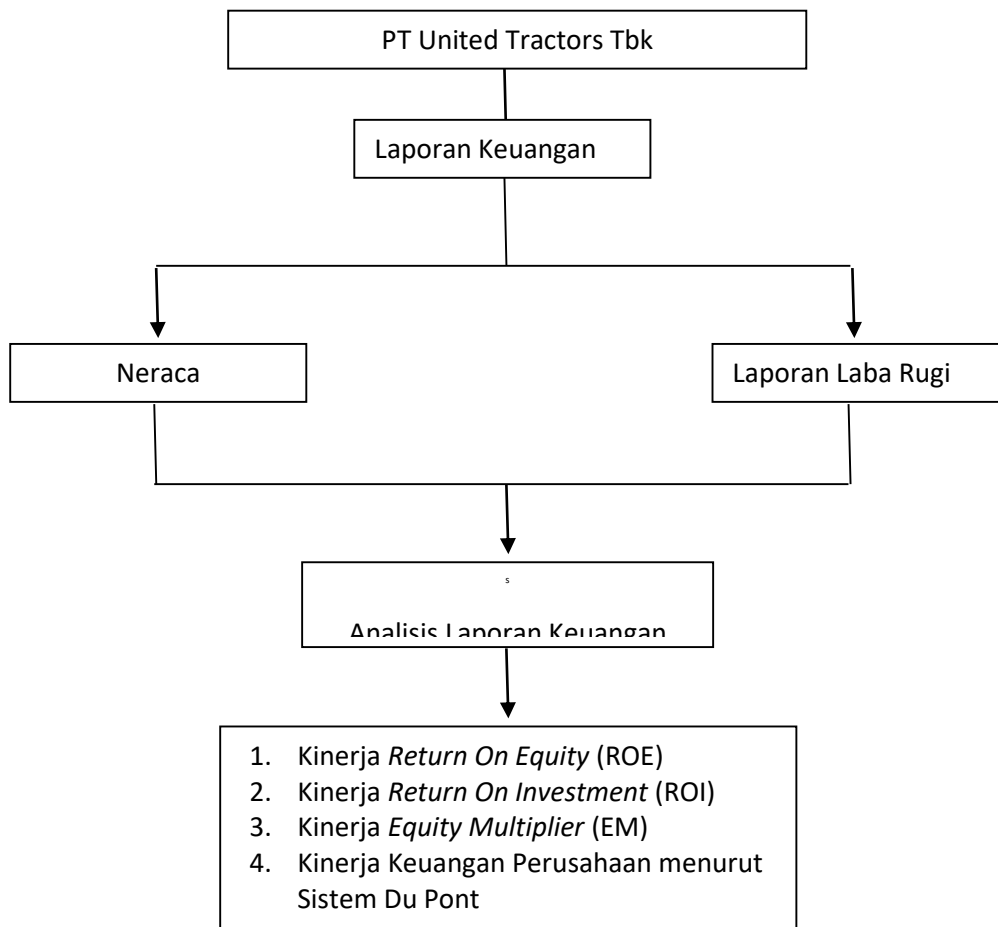 PT United Tractors Tbk
Laporan Keuangan
Neraca
Laporan Laba Rugi
s
Analisis Laporan Keuangan
1. Kinerja Return On Equity (ROE)
2. Kinerja Return On Investment (ROI)
3. Kinerja Equity Multiplier (EM)
4. Kinerja Keuangan Perusahaan menurut
Sistem Du Pont